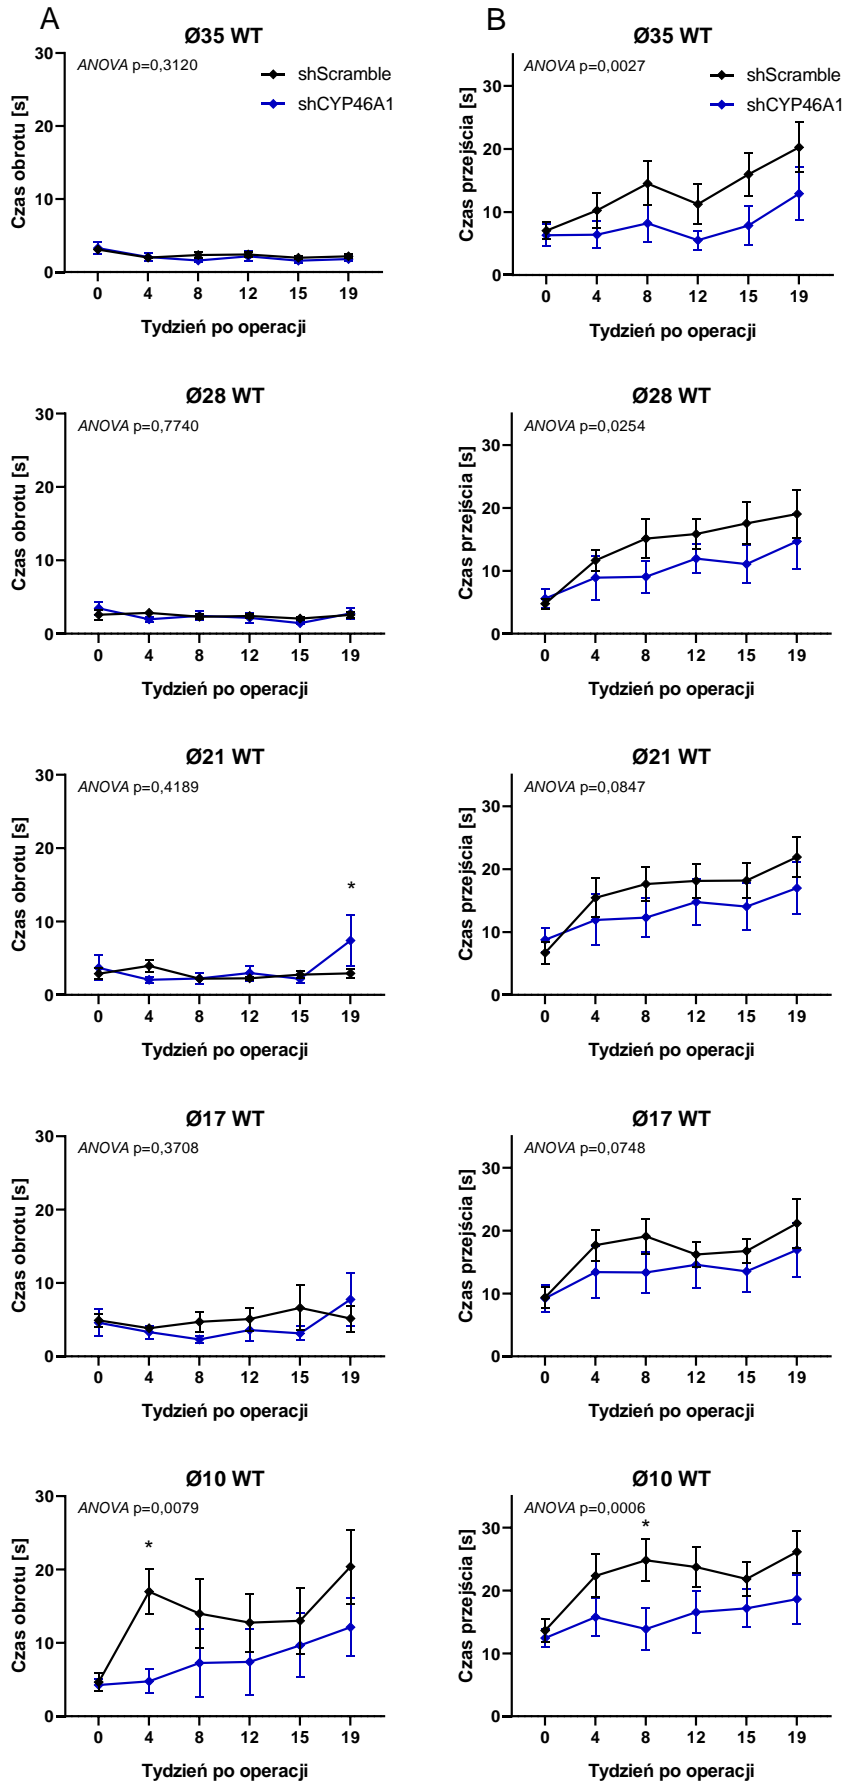 A
Ø35 WT
ANOVA p=0,3120
shScramble
shCYP46A1
Czas obrotu [s]
30
20
10
0
0 4 8 12 15 19
Tydzień po operacji
B
Ø35 WT
ANOVA p=0,0027
shScramble
shCYP46A1
Czas przejścia [s]
30
20
10
0
0 4 8 12 15 19
Tydzień po operacji
Ø28 WT
ANOVA p=0,7740
Czas obrotu [s]
30
20
10
0
0 4 8 12 15 19
Tydzień po operacji
Ø28 WT
ANOVA p=0,0254
Czas przejścia [s]
30
20
10
0
0 4 8 12 15 19
Tydzień po operacji
Ø21 WT
ANOVA p=0,4189
Czas obrotu [s]
30
20
10
0
*
0 4 8 12 15 19
Tydzień po operacji
Ø21 WT
ANOVA p=0,0847
Czas przejścia [s]
30
20
10
0
0 4 8 12 15 19
Tydzień po operacji
Ø17 WT
ANOVA p=0,3708
Czas obrotu [s]
30
20
10
0
0 4 8 12 15 19
Tydzień po operacji
Ø17 WT
ANOVA p=0,0748
Czas przejścia [s]
30
20
10
0
0 4 8 12 15 19
Tydzień po operacji
Ø10 WT
ANOVA p=0,0079
*
Czas obrotu [s]
30
20
10
0
0 4 8 12 15 19
Tydzień po operacji
Ø10 WT
ANOVA p=0,0006
*
Czas przejścia [s]
30
20
10
0
0 4 8 12 15 19
Tydzień po operacji